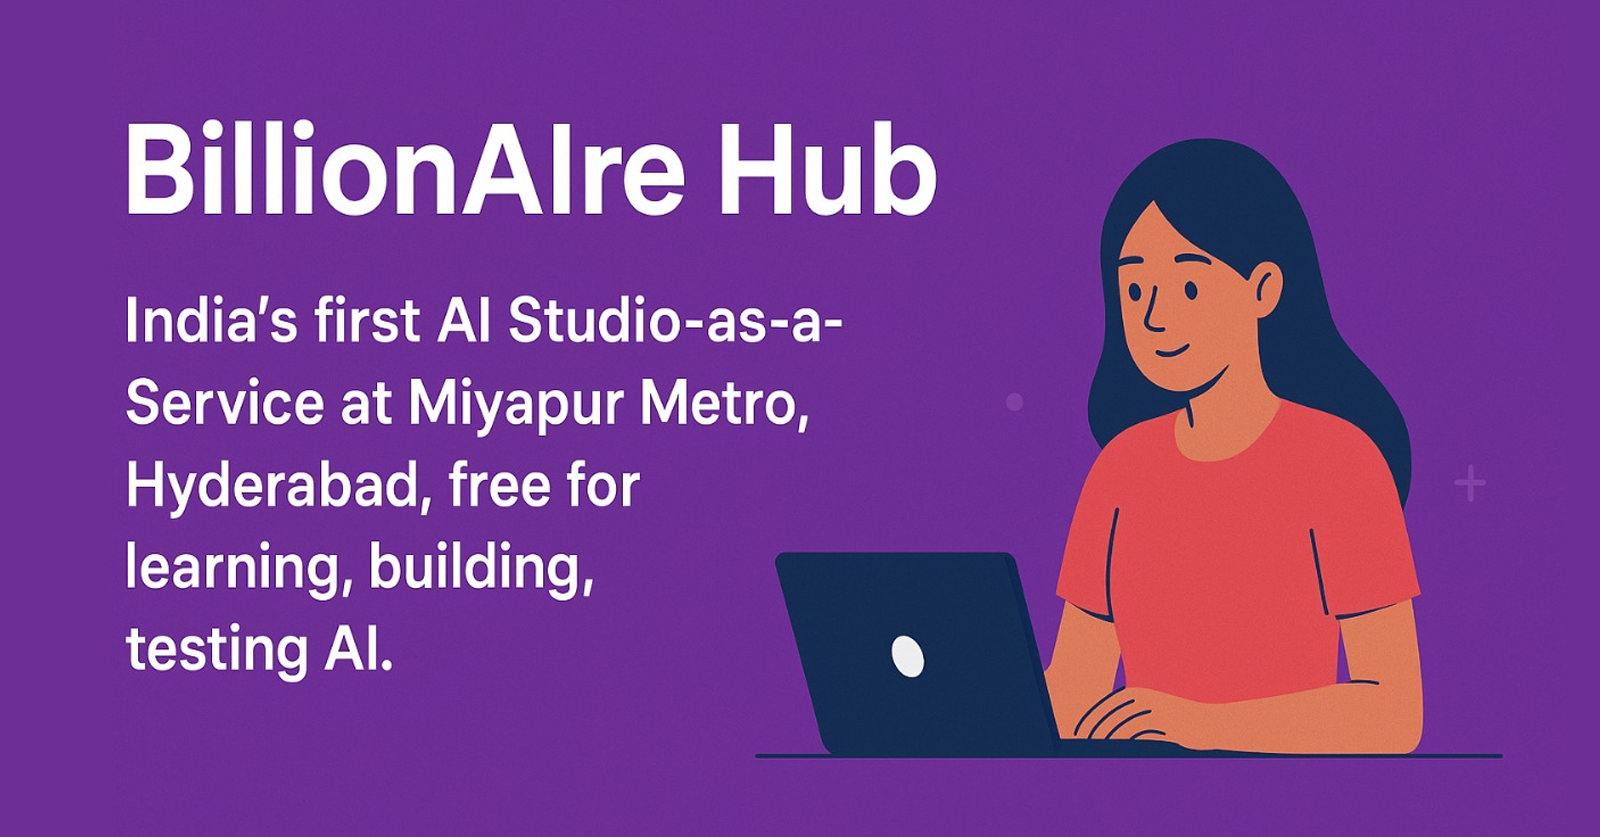 BillionAIre Hub
India’s first AI Studio-as-a-
Service at Miyapur Metro,
Hyderabad, free for
learning, building,
testing AI.